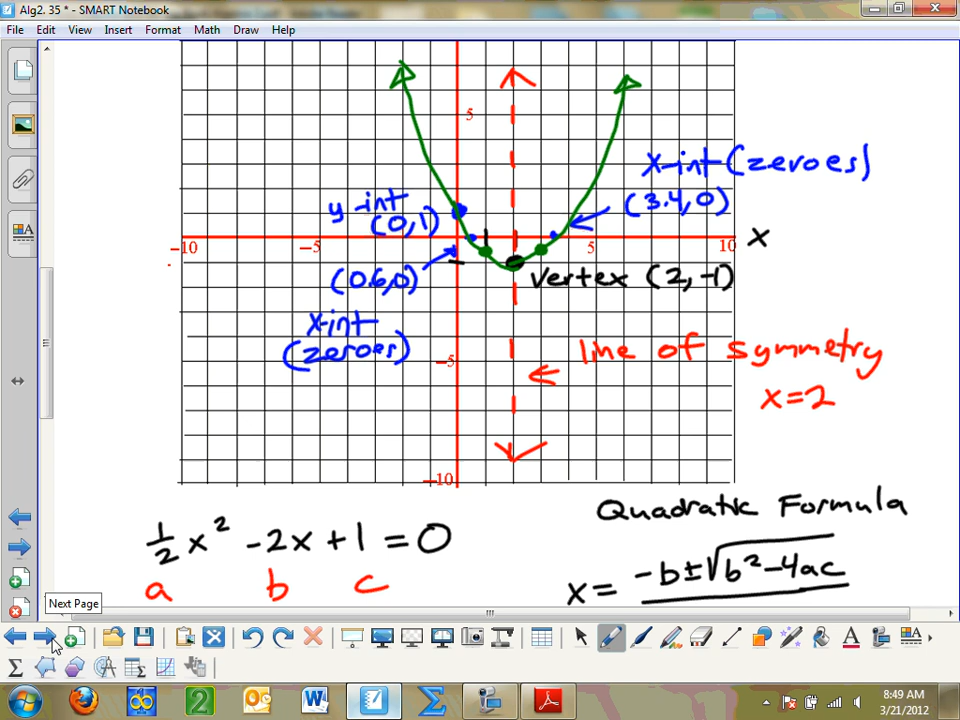 Alg2. 35 * - SMART Notebook
File Edit View Insert Format Math Draw Help
5
x-int (zeroes)
(3.4, 0)
y-int
(0, 1)
-10 -5 5 10 x
(0.6, 0)
vertex (2, -1)
x-int
(zeroes)
-5
line of symmetry
x=2
-10
Quadratic Formula
1/2 x² - 2x + 1 = 0
x = -b±√b²-4ac
a b c
Next Page
8:49 AM
3/21/2012